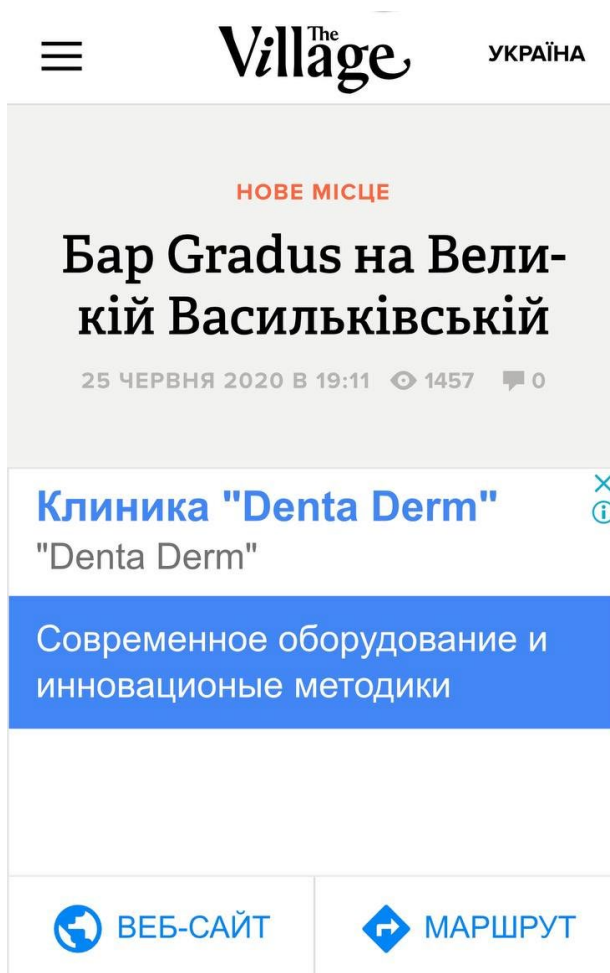 The Village
УКРАЇНА
НОВЕ МІСЦЕ
Бар Gradus на Вели-
кій Васильківській
25 ЧЕРВНЯ 2020 В 19:11 1457 0
Клиника "Denta Derm"
"Denta Derm"
Современное оборудование и
инновационые методики
ВЕБ-САЙТ
МАРШРУТ